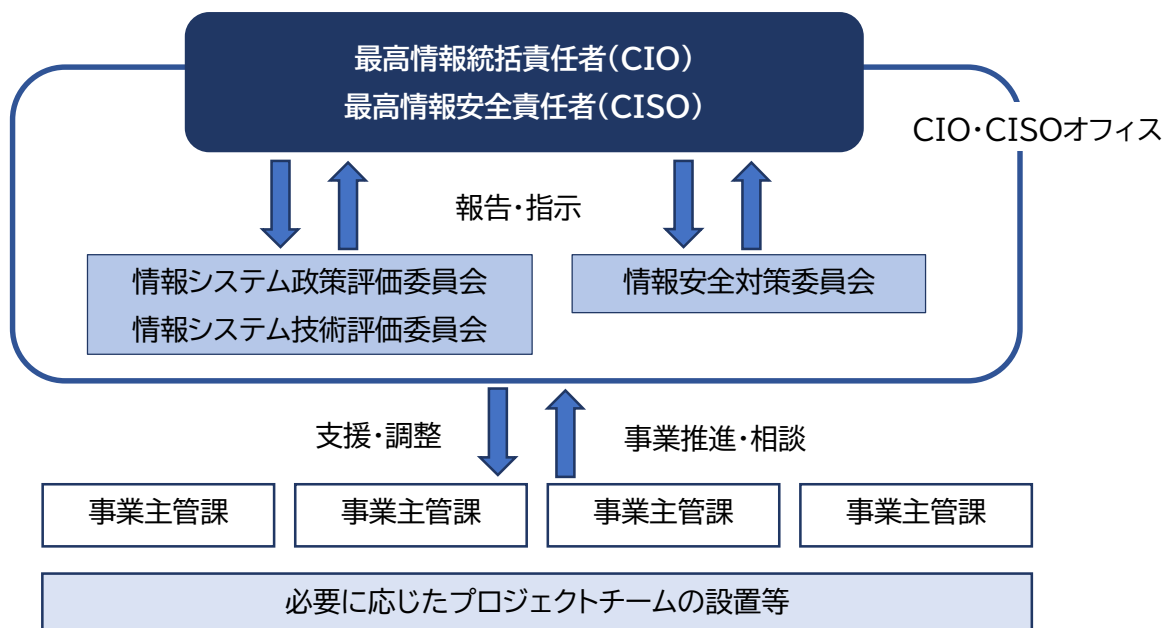 最高情報統括責任者(CIO)
最高情報安全責任者(CISO)
CIO・CISOオフィス
報告・指示
情報システム政策評価委員会
情報システム技術評価委員会
情報安全対策委員会
支援・調整
事業推進・相談
事業主管課
事業主管課
事業主管課
事業主管課
必要に応じたプロジェクトチームの設置等